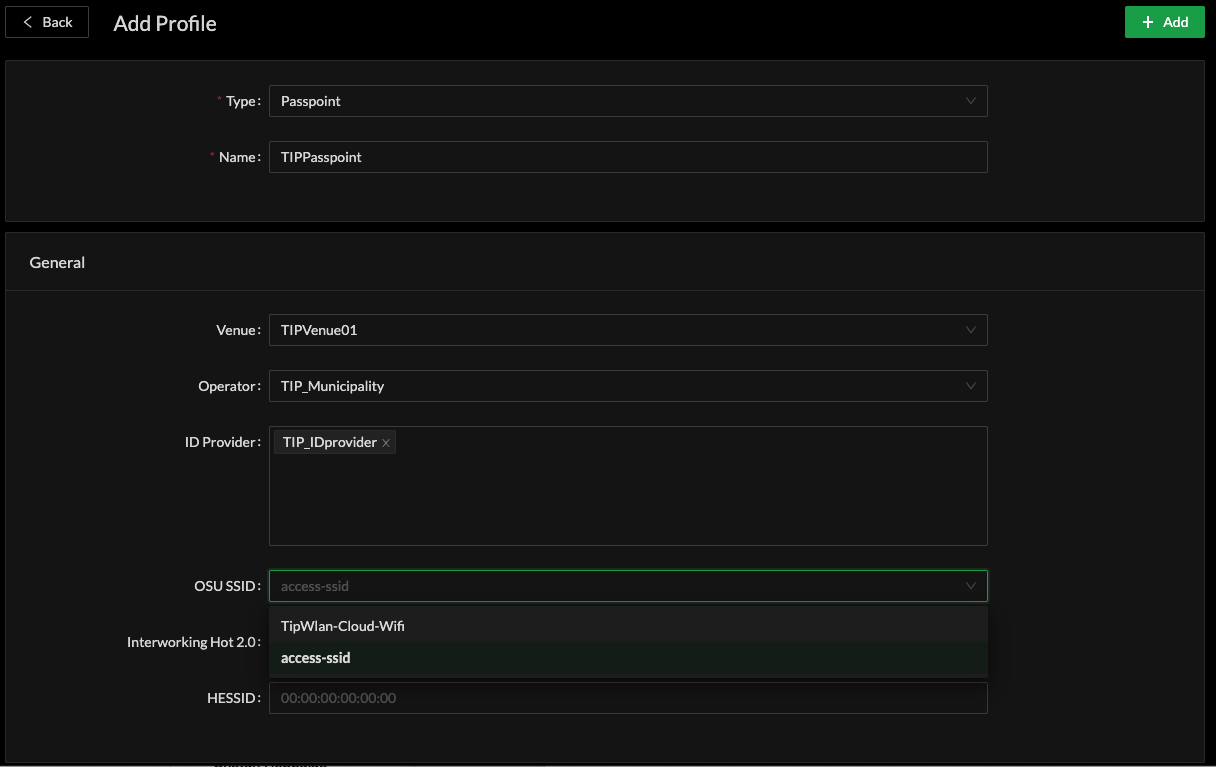 Back
Add Profile
+ Add
* Type:
Passpoint
* Name:
TIPPasspoint
General
Venue:
TIPVenue01
Operator:
TIP_Municipality
ID Provider:
TIP_IDprovider ×
OSU SSID:
access-ssid
TipWlan-Cloud-Wifi
Interworking Hot 2.0:
access-ssid
HESSID:
00:00:00:00:00:00